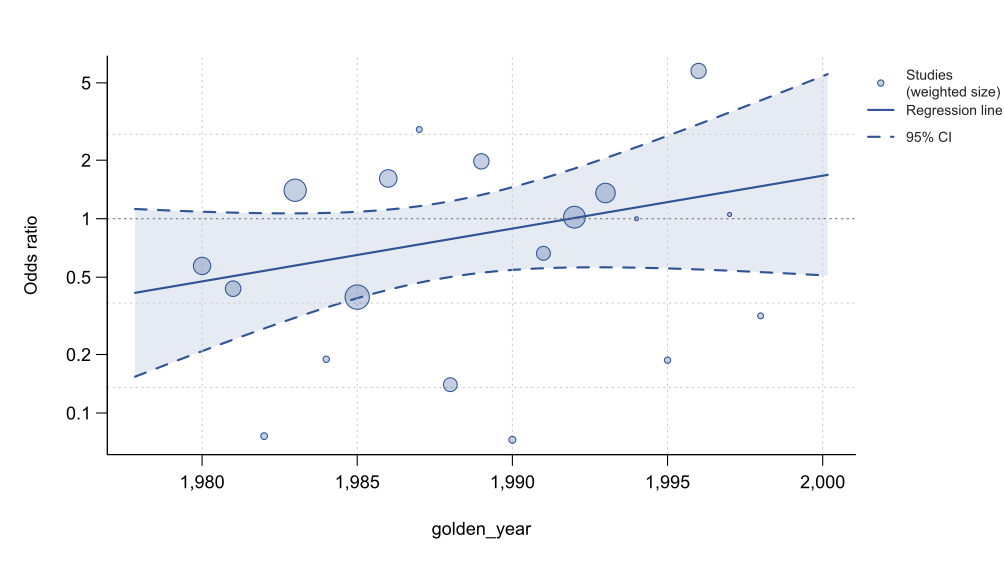 5
2
1
0.5
0.2
0.1
Odds ratio
1,980
1,985
1,990
1,995
2,000
golden_year
Studies
(weighted size)
Regression line
95% CI